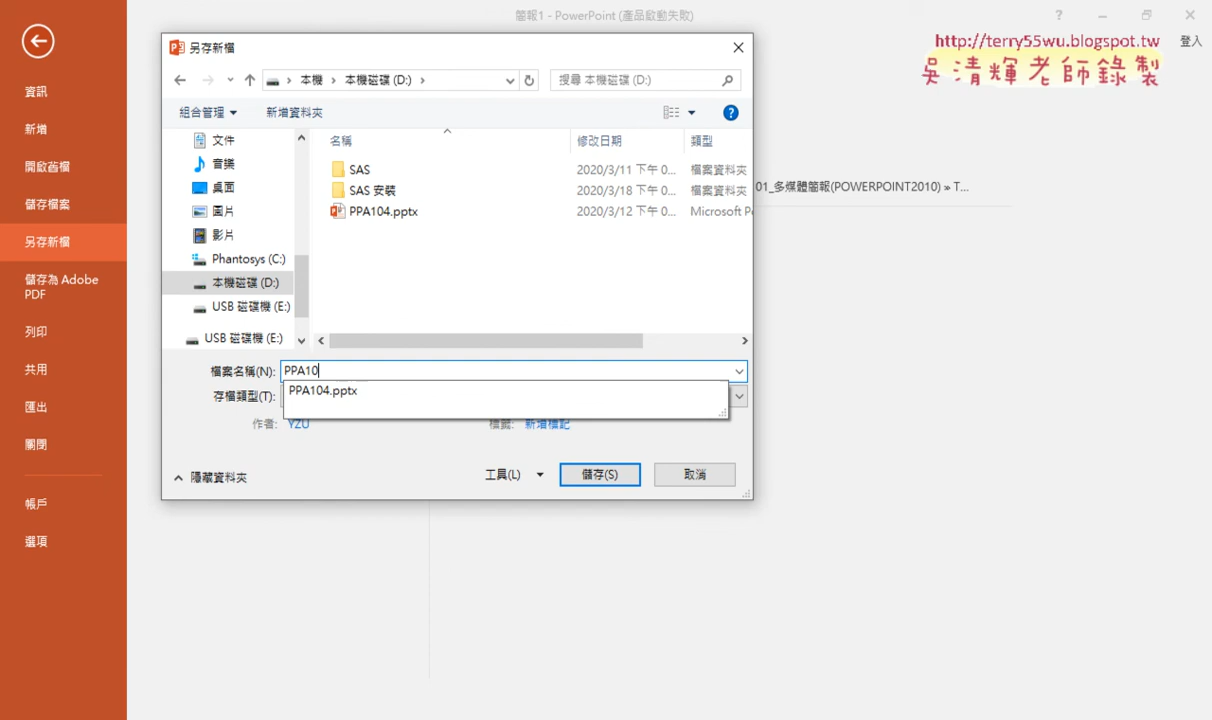 簡報1 - PowerPoint (產品啟動失敗)
?
登入
http://terry55wu.blogspot.tw
吳清輝老師錄製
資訊
新增
開啟舊檔
儲存檔案
另存新檔
儲存為 Adobe
PDF
列印
共用
匯出
關閉
帳戶
選項
另存新檔
本機 › 本機磁碟 (D:) ›
搜尋 本機磁碟 (D:)
組合管理
新增資料夾
?
文件
音樂
桌面
圖片
影片
Phantosys (C:)
本機磁碟 (D:)
USB 磁碟機 (E:)
USB 磁碟機 (E:)
名稱 修改日期 類型
SAS 2020/3/11 下午 0... 檔案資料夾
SAS 安裝 2020/3/18 下午 0... 檔案資料夾
PPA104.pptx 2020/3/12 下午 0... Microsoft P
01_多媒體簡報(POWERPOINT2010) » T...
檔案名稱(N): PPA10
PPA104.pptx
存檔類型(T):
作者: YZU
標籤: 新增標記
隱藏資料夾
工具(L)
儲存(S)
取消